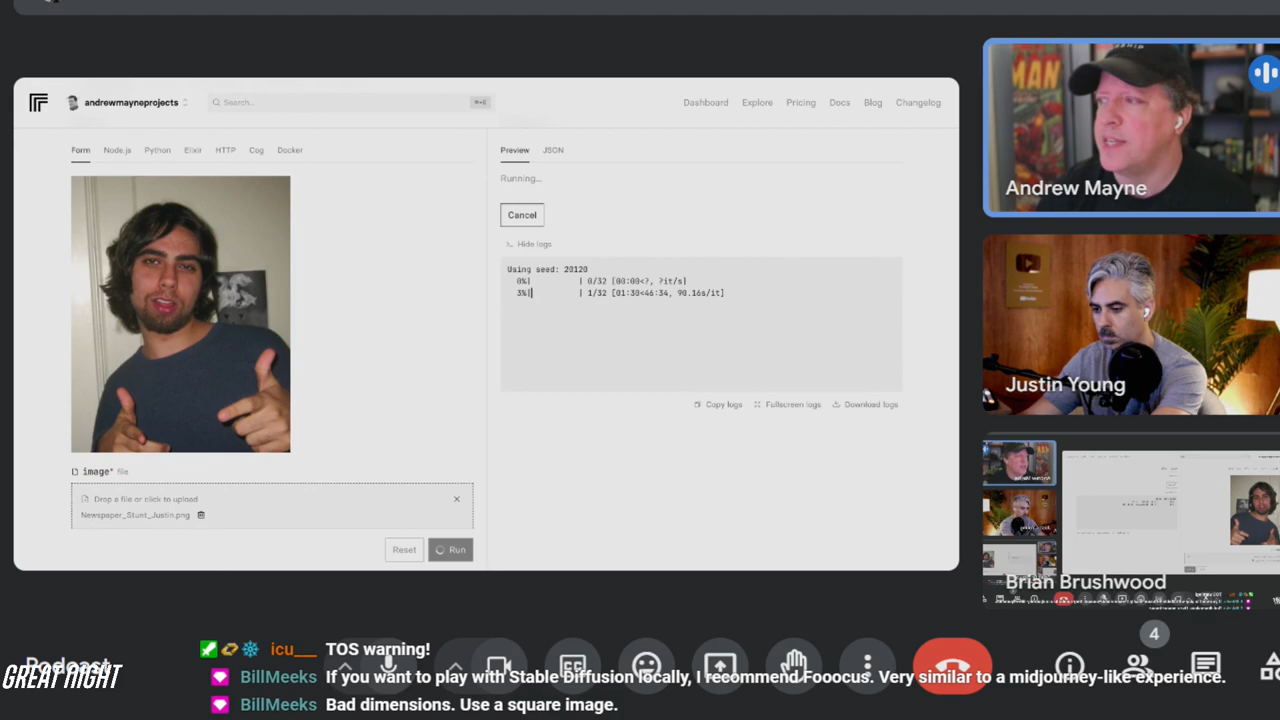 andrewmayneprojects
Search...
Dashboard Explore Pricing Docs Blog Changelog
Form Node.js Python Elixir HTTP Cog Docker
Preview JSON
Running...
Cancel
Hide logs
Using seed: 20120
0%| | 0/32 [00:00<?, ?it/s]
3%| | 1/32 [01:30<46:34, 90.16s/it]
Copy logs Fullscreen logs Download logs
image* file
Drop a file or click to upload
Newspaper_Stunt_Justin.png
Reset Run
MAN
Andrew Mayne
Justin Young
Brian Brushwood
4
Podcast
GREAT NIGHT
icu___ TOS warning!
BillMeeks If you want to play with Stable Diffusion locally, I recommend Fooocus. Very similar to a midjourney-like experience.
BillMeeks Bad dimensions. Use a square image.